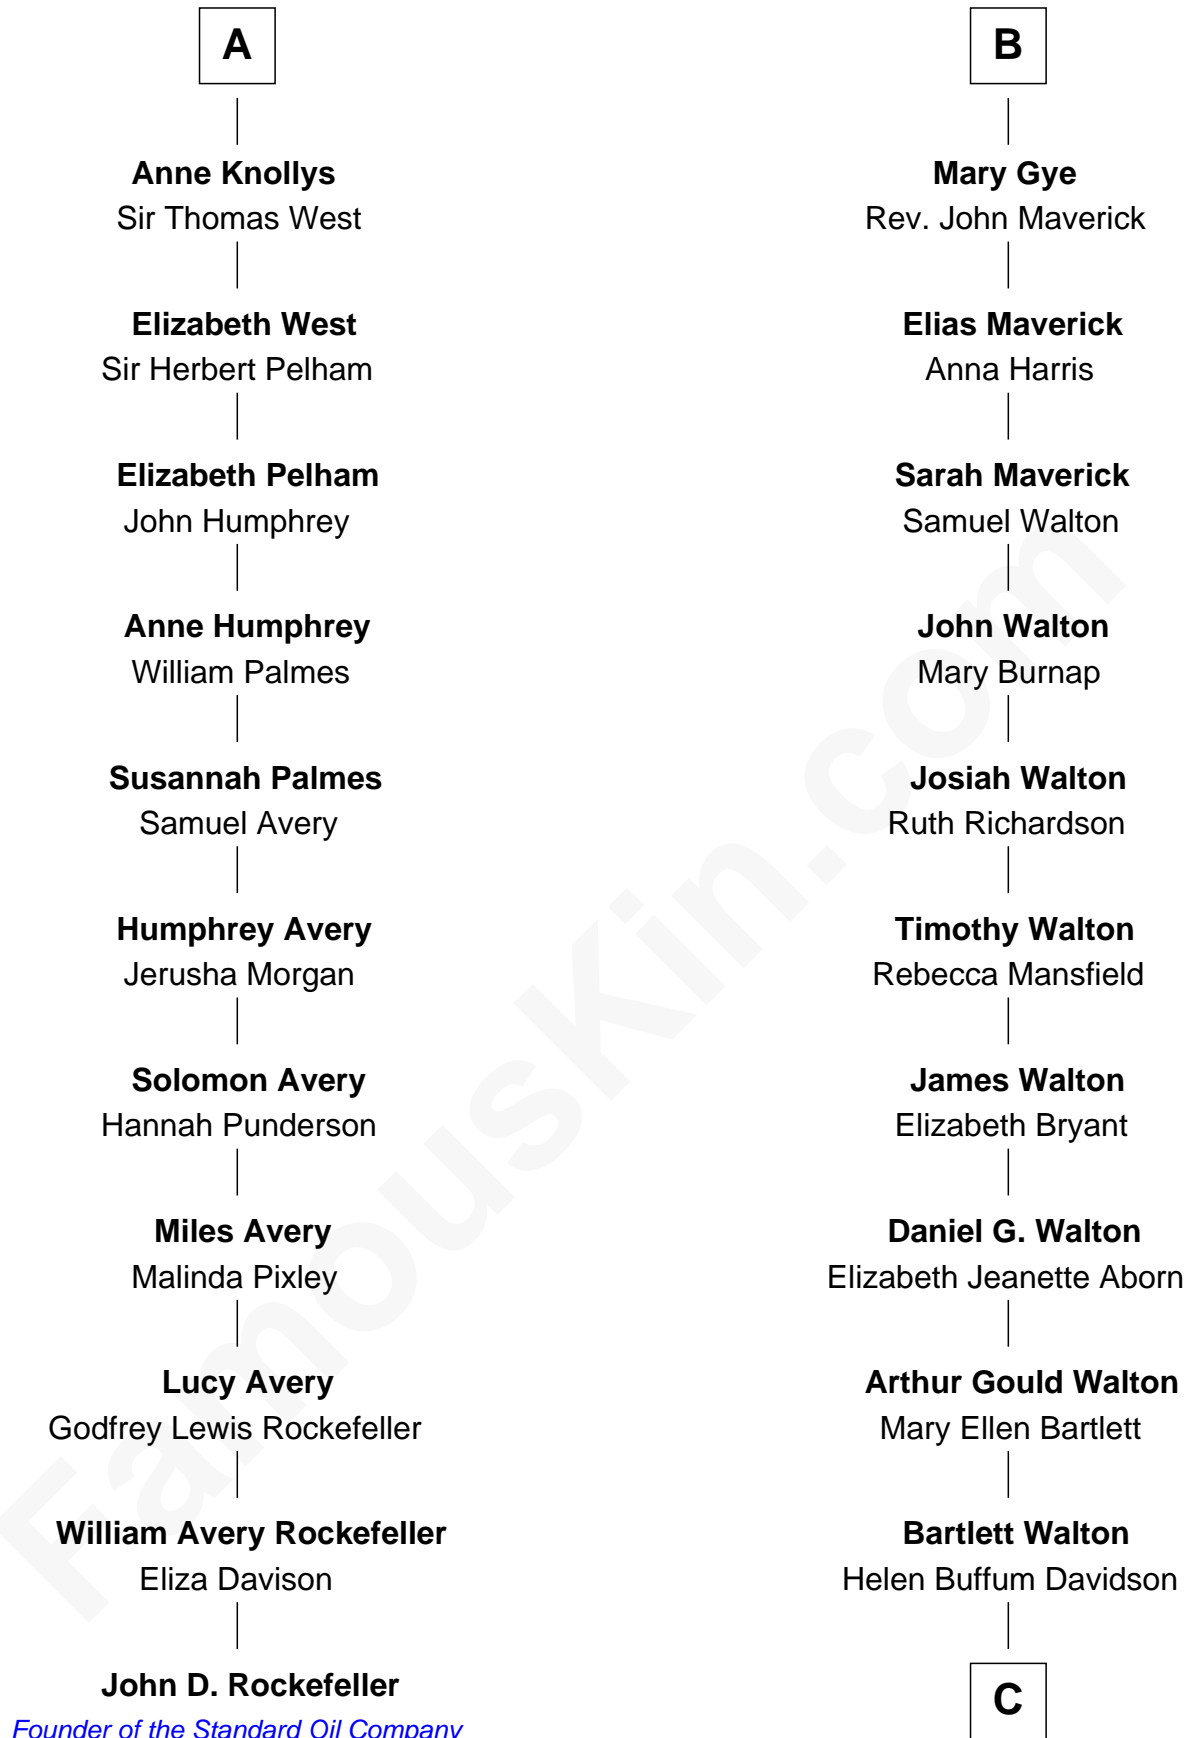 A
Anne Knollys
Sir Thomas West
Elizabeth West
Sir Herbert Pelham
Elizabeth Pelham
John Humphrey
Anne Humphrey
William Palmes
Susannah Palmes
Samuel Avery
Humphrey Avery
Jerusha Morgan
Solomon Avery
Hannah Punderson
Miles Avery
Malinda Pixley
Lucy Avery
Godfrey Lewis Rockefeller
William Avery Rockefeller
Eliza Davison
John D. Rockefeller
Founder of the Standard Oil Company
B
Mary Gye
Rev. John Maverick
Elias Maverick
Anna Harris
Sarah Maverick
Samuel Walton
John Walton
Mary Burnap
Josiah Walton
Ruth Richardson
Timothy Walton
Rebecca Mansfield
James Walton
Elizabeth Bryant
Daniel G. Walton
Elizabeth Jeanette Aborn
Arthur Gould Walton
Mary Ellen Bartlett
Bartlett Walton
Helen Buffum Davidson
C
FamousKin.com